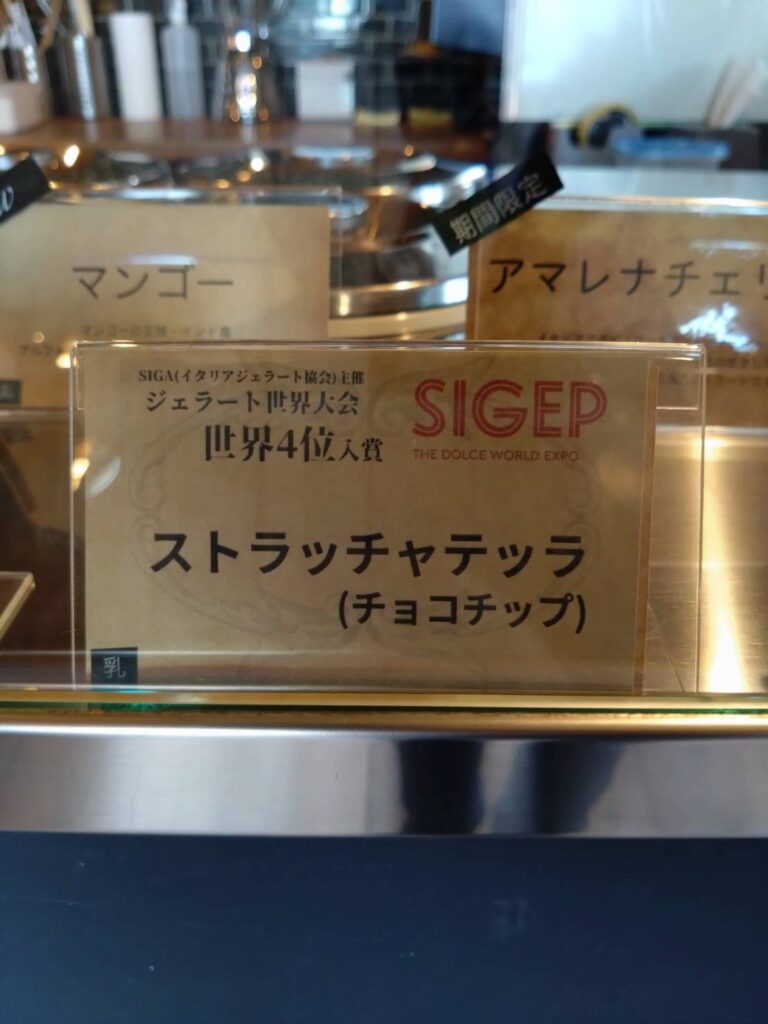 期間限定
マンゴー
アマレナチェリ
SIGA(イタリアジェラート協会)主催
ジェラート世界大会
世界4位入賞
SIGEP
THE DOLCE WORLD EXPO
ストラッチャテッラ
(チョコチップ)
乳